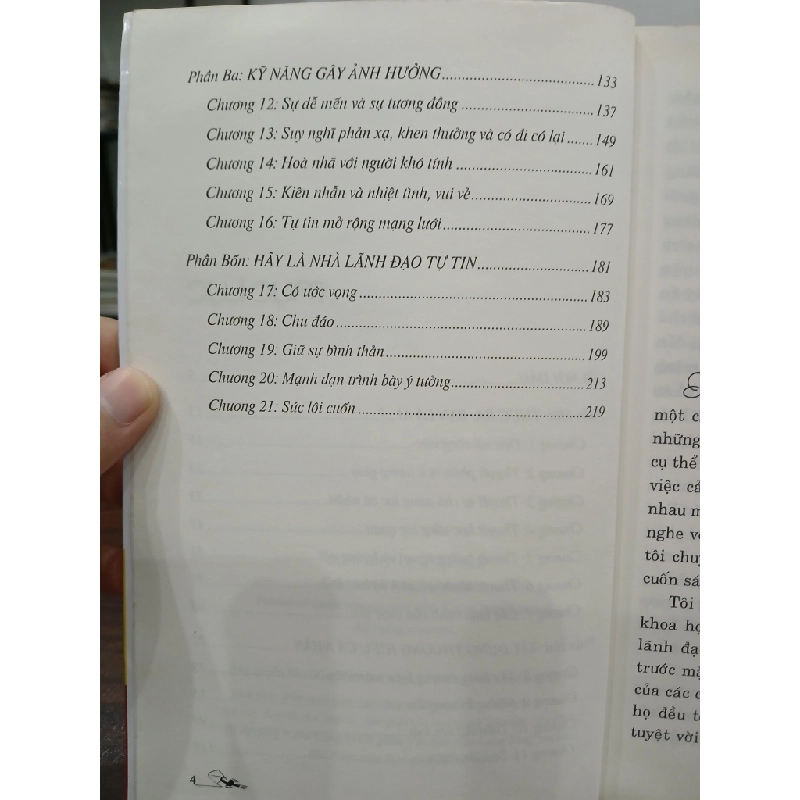 Phần Ba: KỸ NĂNG GÂY ẢNH HƯỞNG....................133
Chương 12: Sự dễ mến và sự tương đồng....................137
Chương 13: Suy nghĩ phản xạ, khen thưởng và có đi có lại......149
Chương 14: Hoà nhã với người khó tính....................161
Chương 15: Kiên nhẫn và nhiệt tình, vui vẻ....................169
Chương 16: Tự tin mở rộng mạng lưới....................177
Phần Bốn: HÃY LÀ NHÀ LÃNH ĐẠO TỰ TIN....................181
Chương 17: Có ước vọng....................183
Chương 18: Chu đáo....................189
Chương 19: Giữ sự bình thản....................199
Chương 20: Mạnh dạn trình bày ý tưởng....................213
Chương 21: Sức lôi cuốn....................219
4
một c
những
cụ thể
việc cá
nhau m
nghe v
tôi chu
cuốn sá
Tôi
khoa họ
lãnh đạ
trước mặ
của các
họ đều t
tuyệt vời